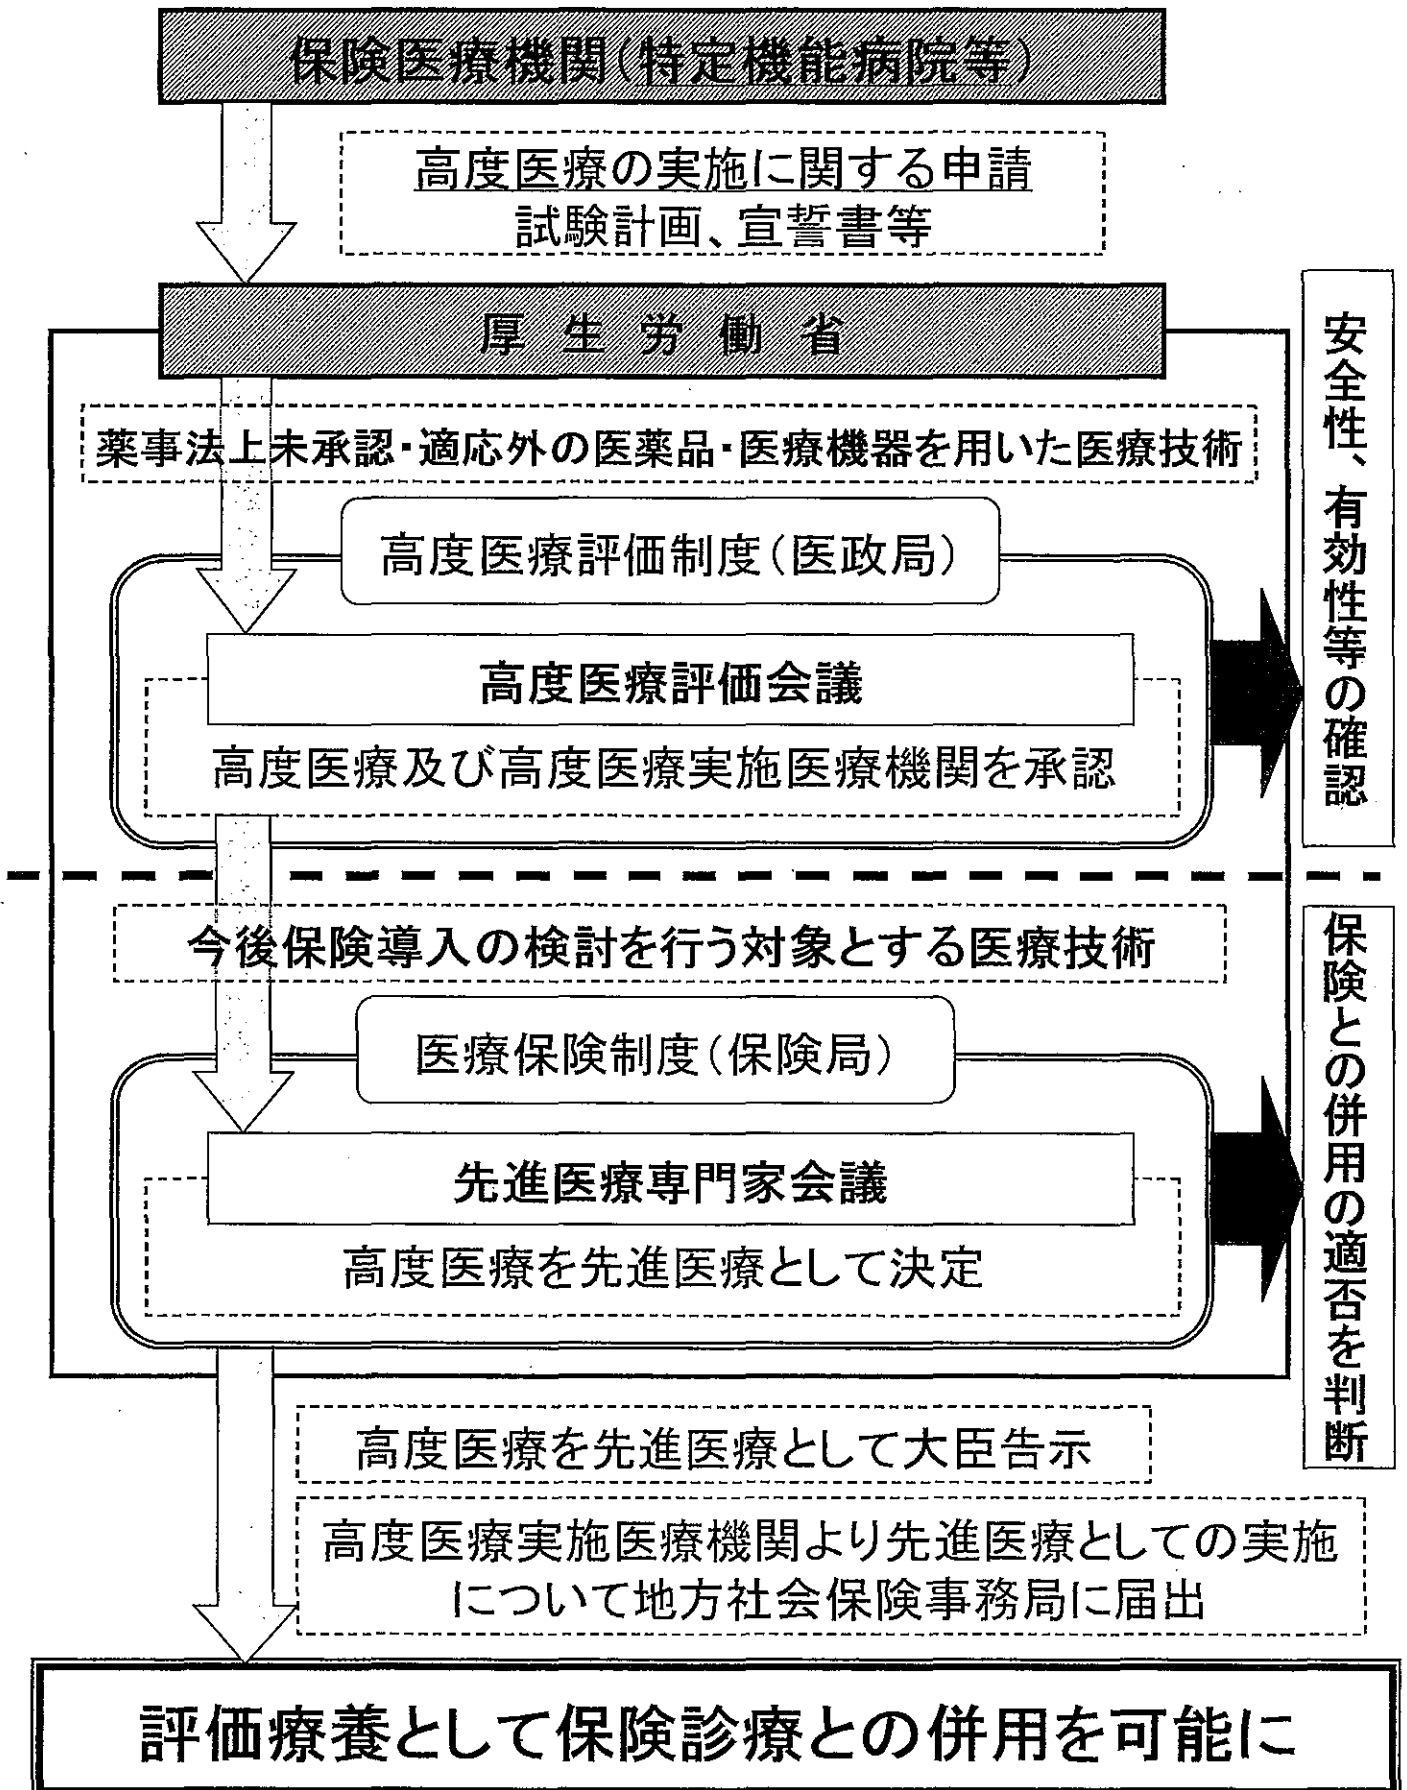 保険医療機関(特定機能病院等)
高度医療の実施に関する申請
試験計画、宣誓書等
厚生労働省
薬事法上未承認・適応外の医薬品・医療機器を用いた医療技術
高度医療評価制度(医政局)
高度医療評価会議
高度医療及び高度医療実施医療機関を承認
安全性、有効性等の確認
今後保険導入の検討を行う対象とする医療技術
医療保険制度(保険局)
先進医療専門家会議
高度医療を先進医療として決定
保険との併用の適否を判断
高度医療を先進医療として大臣告示
高度医療実施医療機関より先進医療としての実施
について地方社会保険事務局に届出
評価療養として保険診療との併用を可能に